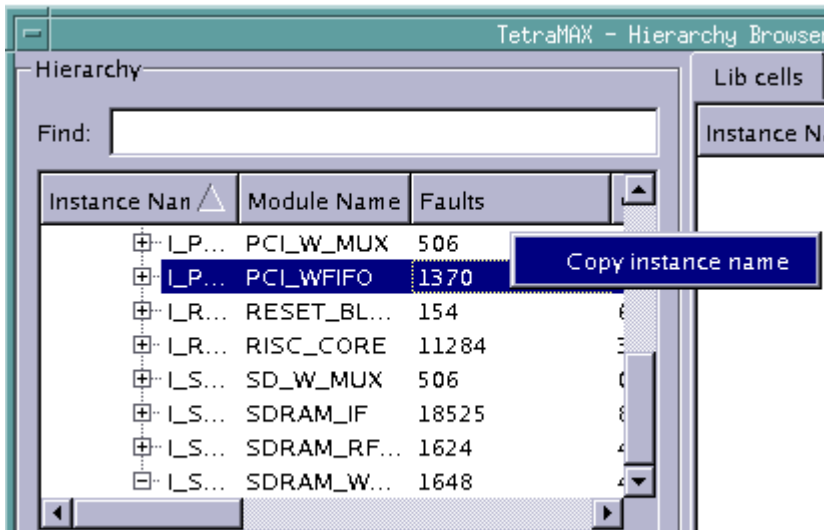 TetraMAX - Hierarchy Browser
Hierarchy
Lib cells
Find:
Instance N
Instance Nan Module Name Faults
I_P... PCI_W_MUX 506
Copy instance name
I_P... PCI_WFIFO 1370
I_R... RESET_BL... 154
I_R... RISC_CORE 11284
I_S... SD_W_MUX 506
I_S... SDRAM_IF 18525
I_S... SDRAM_RF... 1624
I_S... SDRAM_W... 1648